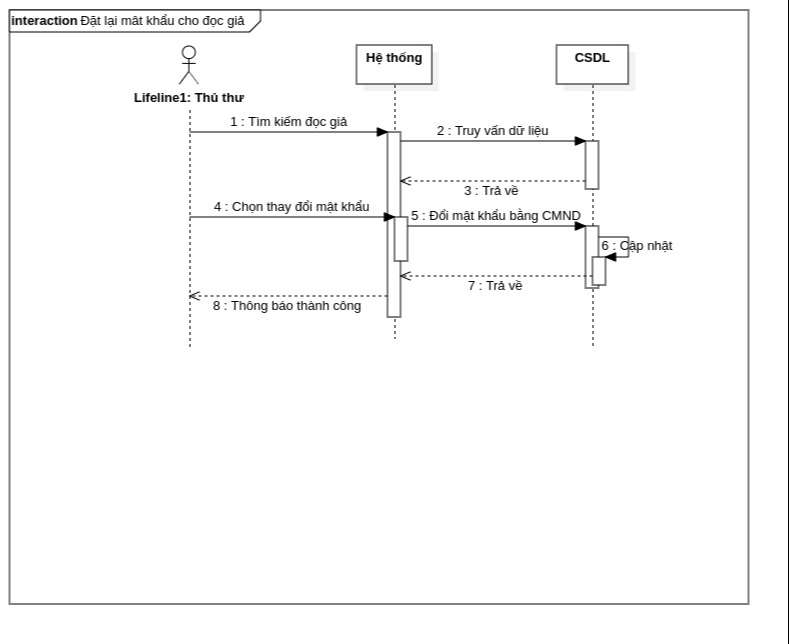 interaction Đặt lại mât khẩu cho đọc giả
Hệ thống
CSDL
Lifeline1: Thủ thư
1 : Tìm kiếm đọc giả
2 : Truy vấn dữ liệu
3 : Trả về
4 : Chọn thay đổi mật khẩu
5 : Đổi mật khẩu bằng CMND
6 : Cập nhật
7 : Trả về
8 : Thông báo thành công